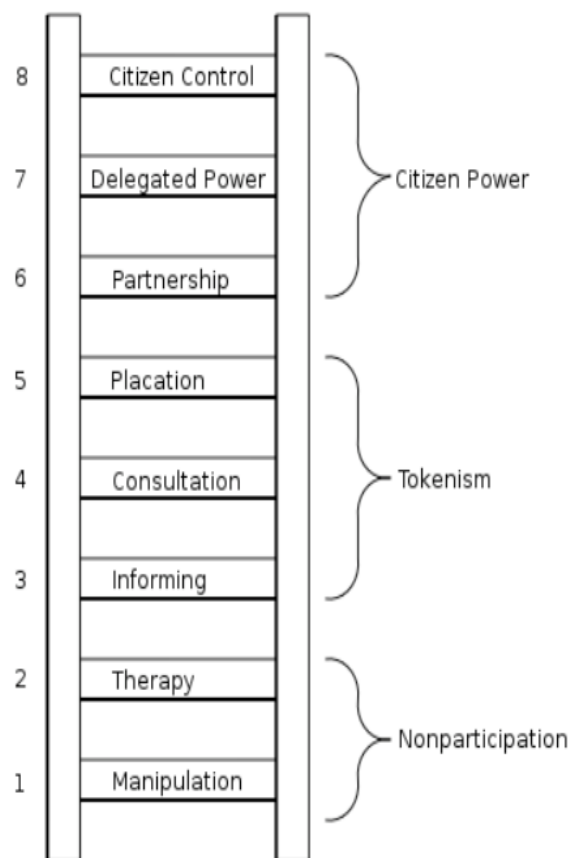 8 Citizen Control
7 Delegated Power
Citizen Power
6 Partnership
5 Placation
4 Consultation
Tokenism
3 Informing
2 Therapy
Nonparticipation
1 Manipulation